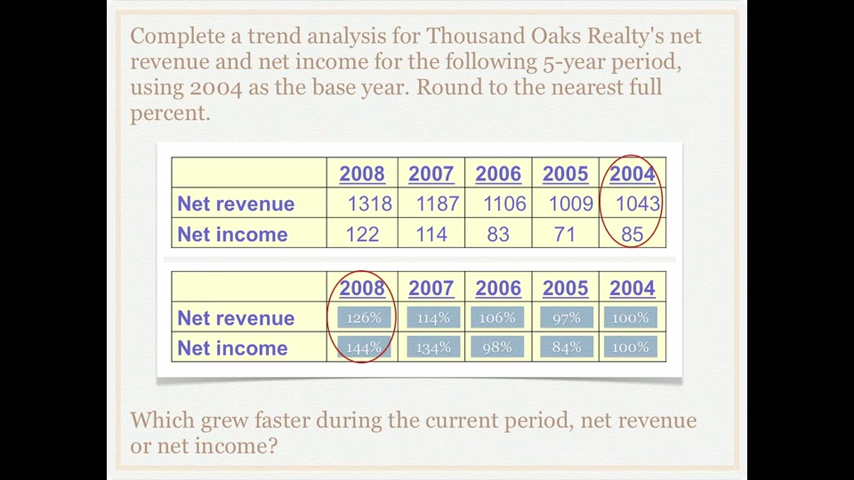 Complete a trend analysis for Thousand Oaks Realty's net
revenue and net income for the following 5-year period,
using 2004 as the base year. Round to the nearest full
percent.
2008 2007 2006 2005 2004
Net revenue 1318 1187 1106 1009 1043
Net income 122 114 83 71 85
2008 2007 2006 2005 2004
Net revenue 126% 114% 106% 97% 100%
Net income 144% 134% 98% 84% 100%
Which grew faster during the current period, net revenue
or net income?